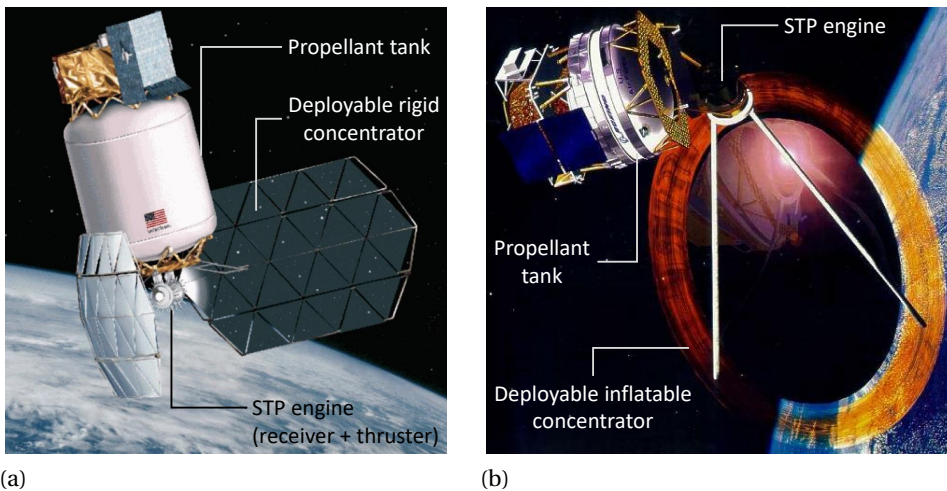 Propellant tank
Deployable rigid
concentrator
STP engine
(receiver + thruster)
(a)
STP engine
Propellant
tank
Deployable inflatable
concentrator
(b)